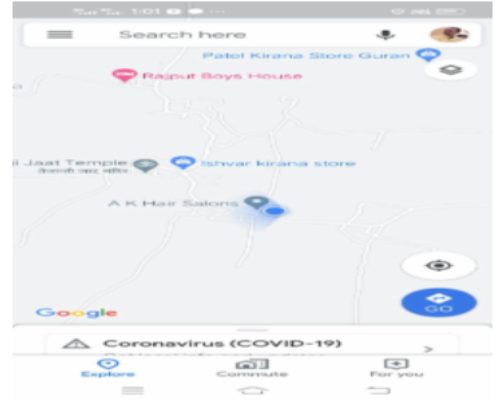 1:01
Search here
Patel Kirana Store Guran
Rajput Boys House
Jaat Temple
Ishvar kirana store
A K Hair Salons
GO
Google
Coronavirus (COVID-19)
Explore
Commute
For you